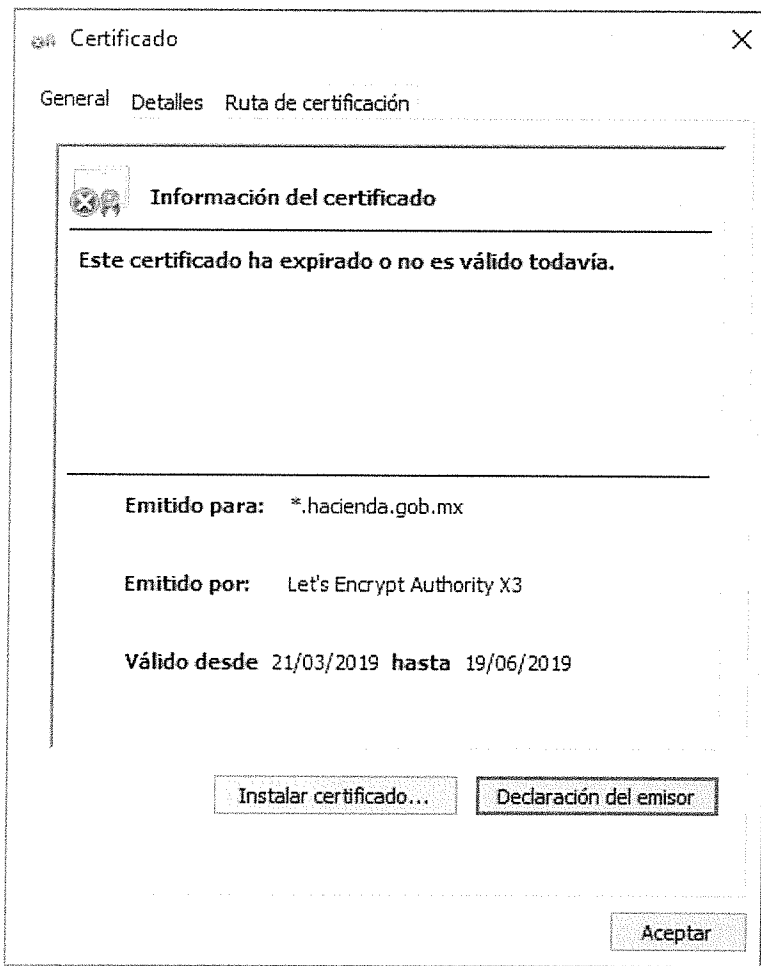 Certificado
General Detalles Ruta de certificación
Información del certificado
Este certificado ha expirado o no es válido todavía.
Emitido para: *.hacienda.gob.mx
Emitido por: Let's Encrypt Authority X3
Válido desde 21/03/2019 hasta 19/06/2019
Instalar certificado... Declaración del emisor
Aceptar